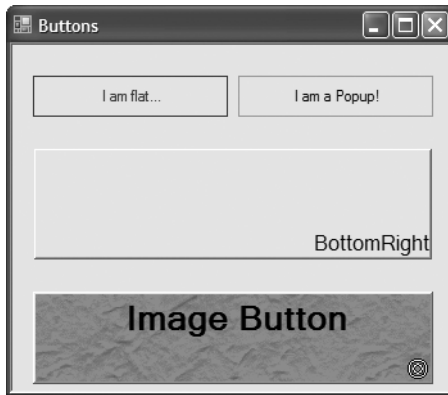 Buttons
I am flat...
I am a Popup!
BottomRight
Image Button